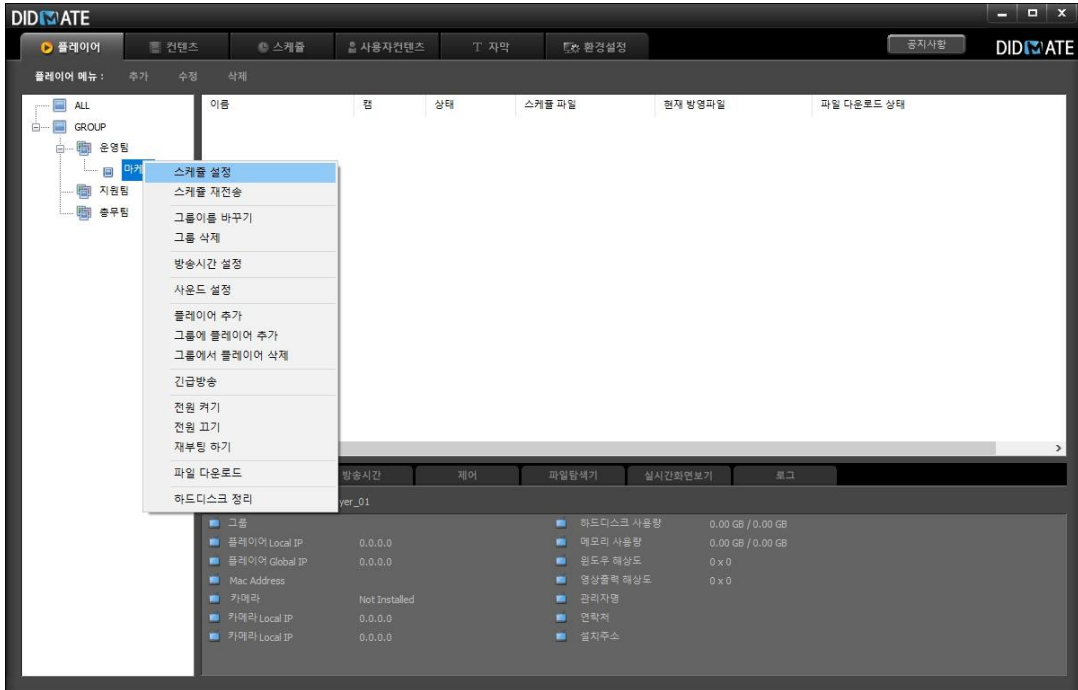 DIDMATE
플레이어 컨텐츠 스케쥴 사용자컨텐츠 T 자막 환경설정 공지사항 DIDMATE
플레이어 메뉴 : 추가 수정 삭제
ALL
GROUP
운영팀
마케
지원팀
총무팀
이름 탭 상태 스케쥴 파일 현재 방영파일 파일 다운로드 상태
스케쥴 설정
스케쥴 재전송
그룹이름 바꾸기
그룹 삭제
방송시간 설정
사운드 설정
플레이어 추가
그룹에 플레이어 추가
그룹에서 플레이어 삭제
긴급방송
전원 켜기
전원 끄기
재부팅 하기
파일 다운로드
하드디스크 정리
방송시간 제어 파일탐색기 실시간화면보기 로그
yer_01
그룹 하드디스크 사용량 0.00 GB / 0.00 GB
플레이어 Local IP 0.0.0.0 메모리 사용량 0.00 GB / 0.00 GB
플레이어 Global IP 0.0.0.0 윈도우 해상도 0 x 0
Mac Address 영상출력 해상도 0 x 0
카메라 Not Installed 관리자명
카메라 Local IP 0.0.0.0 연락처
카메라 Local IP 0.0.0.0 설치주소